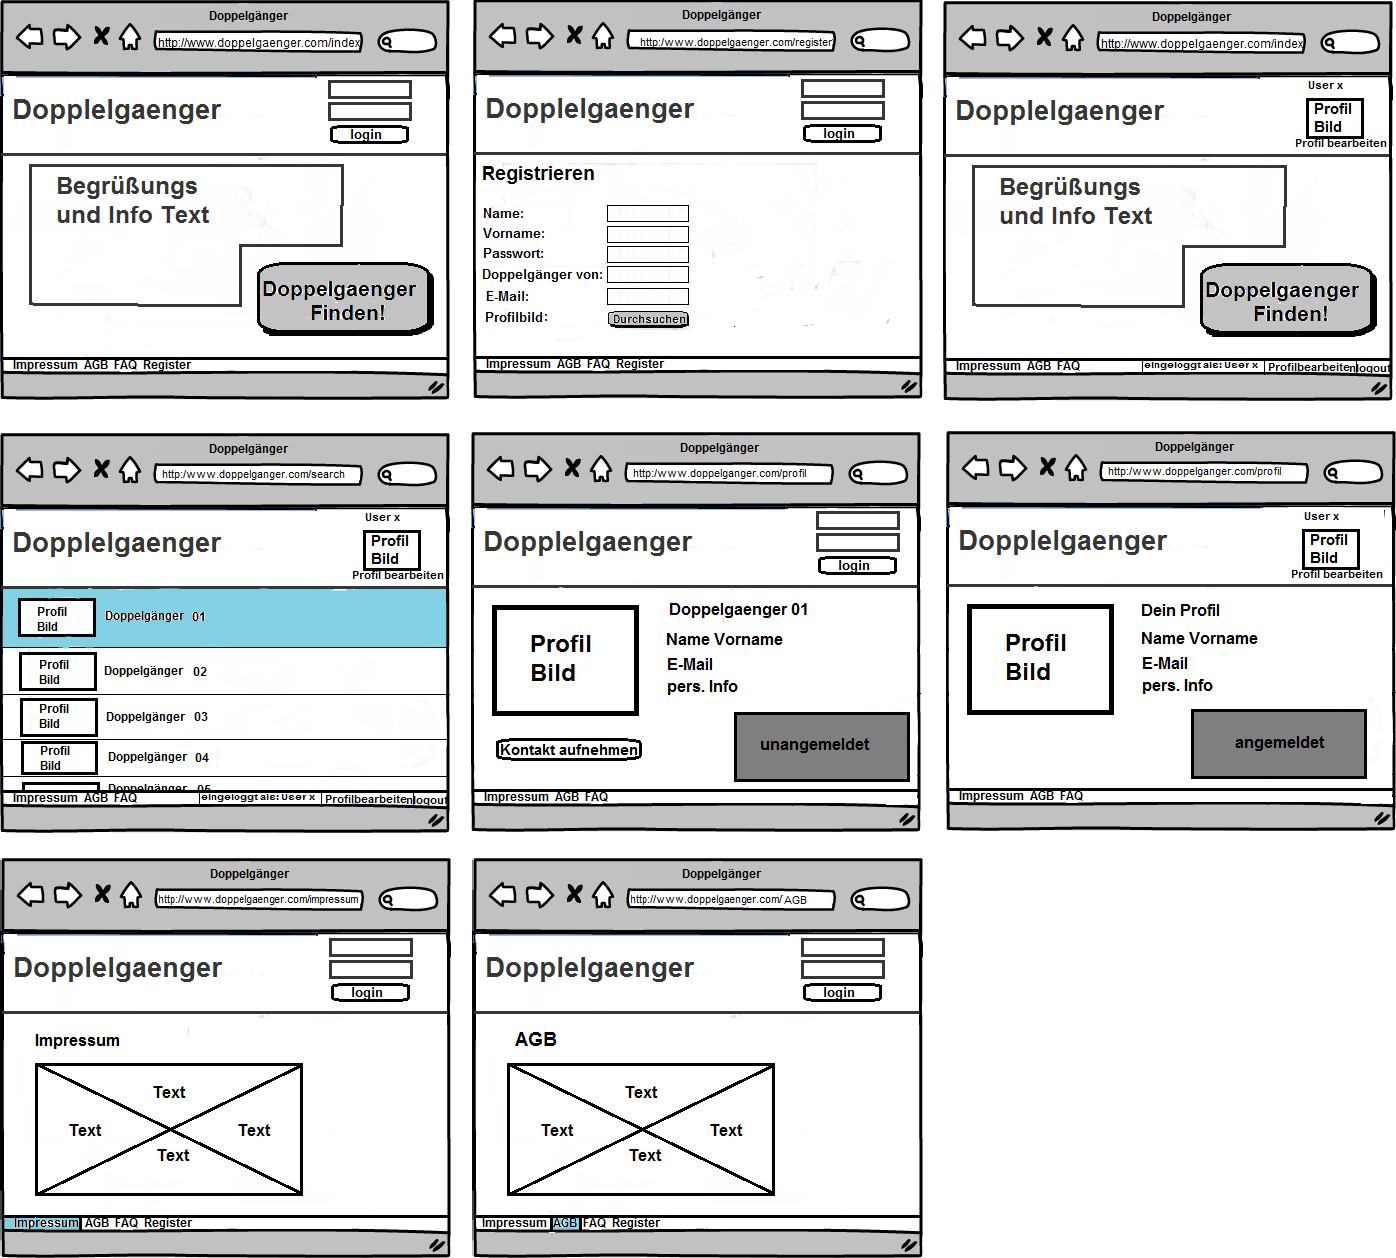 Doppelgänger
http://www.doppelgaenger.com/index
Dopplelgaenger
login
Begrüßungs
und Info Text
Doppelgaenger
Finden!
Impressum AGB FAQ Register
Doppelgänger
http:/www.doppelgaenger.com/register
Dopplelgaenger
login
Registrieren
Name:
Vorname:
Passwort:
Doppelgänger von:
E-Mail:
Profilbild:
Durchsuchen
Impressum AGB FAQ Register
Doppelgänger
http://www.doppelgaenger.com/index
Dopplelgaenger
User x
Profil
Bild
Profil bearbeiten
Begrüßungs
und Info Text
Doppelgaenger
Finden!
Impressum AGB FAQ
eingeloggt als: User x
Profilbearbeiten
logout
Doppelgänger
http:/www.doppelganger.com/search
Dopplelgaenger
User x
Profil
Bild
Profil bearbeiten
Profil
Bild
Doppelgänger 01
Profil
Bild
Doppelgänger 02
Profil
Bild
Doppelgänger 03
Profil
Bild
Doppelgänger 04
Doppelgänger 05
Impressum AGB FAQ
eingeloggt als: User x
Profilbearbeiten
logout
Doppelgänger
http:/www.doppelganger.com/profil
Dopplelgaenger
login
Profil
Bild
Doppelgaenger 01
Name Vorname
E-Mail
pers. Info
Kontakt aufnehmen
unangemeldet
Impressum AGB FAQ
Doppelgänger
http:/www.doppelganger.com/profil
Dopplelgaenger
User x
Profil
Bild
Profil bearbeiten
Profil
Bild
Dein Profil
Name Vorname
E-Mail
pers. Info
angemeldet
Impressum AGB FAQ
Doppelgänger
http://www.doppelgaenger.com/impressum
Dopplelgaenger
login
Impressum
Text
Text
Text
Text
Impressum AGB FAQ Register
Doppelgänger
http://www.doppelgaenger.com/ AGB
Dopplelgaenger
login
AGB
Text
Text
Text
Text
Impressum AGB FAQ Register